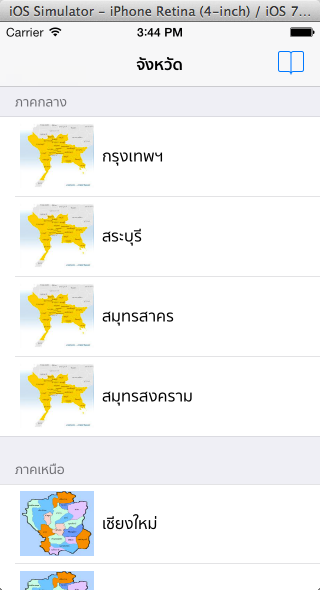 iOS Simulator - iPhone Retina (4-inch) / iOS 7...
Carrier 3:44 PM
จังหวัด
ภาคกลาง
กรุงเทพฯ
สระบุรี
สมุทรสาคร
สมุทรสงคราม
ภาคเหนือ
เชียงใหม่